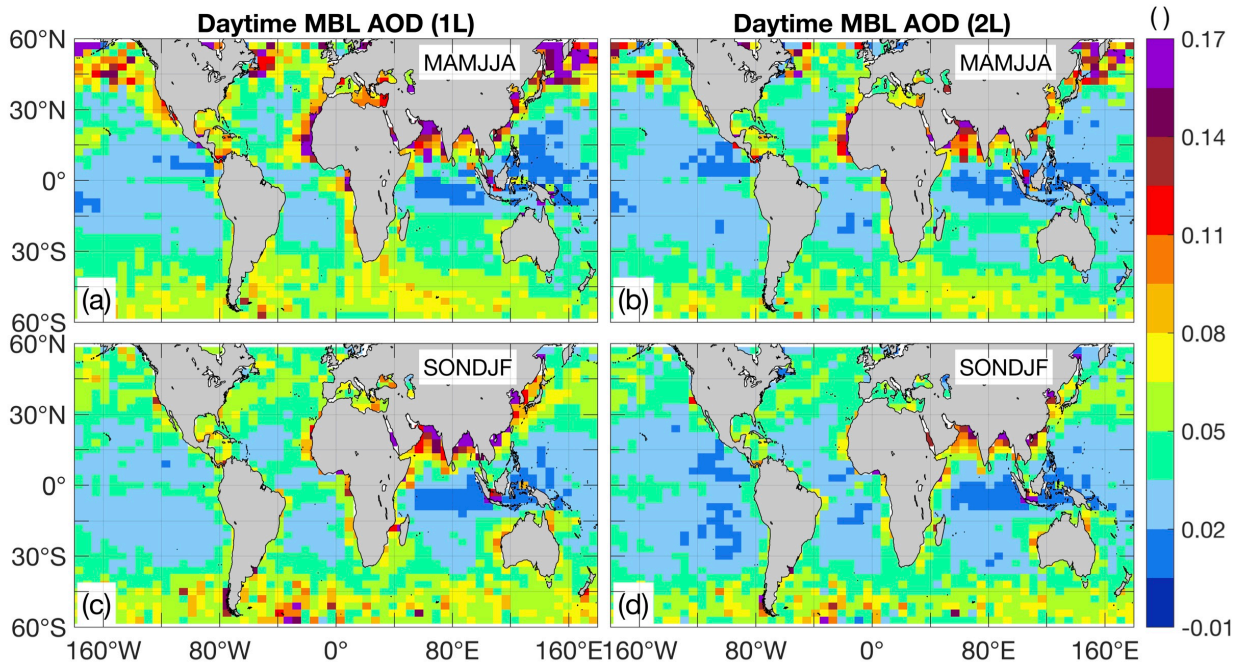 Daytime MBL AOD (1L) Daytime MBL AOD (2L) ( )
60°N 0.17
MAMJJA MAMJJA
30°N 0.14
0°
0.11
30°S
(a) (b)
60°S 0.08
60°N
SONDJF SONDJF
30°N 0.05
0°
0.02
30°S
(c) (d)
60°S -0.01
160°W 80°W 0° 80°E 160°E 160°W 80°W 0° 80°E 160°E